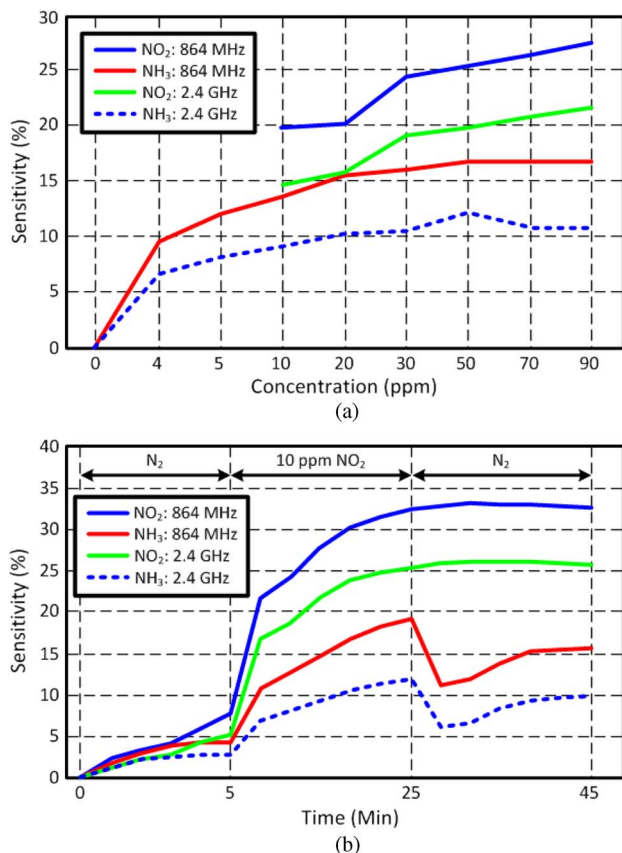 30
25
20
15
10
5
0
Sensitivity (%)
NO₂: 864 MHz
NH₃: 864 MHz
NO₂: 2.4 GHz
NH₃: 2.4 GHz
0 4 5 10 20 30 50 70 90
Concentration (ppm)
(a)
40
35
30
25
20
15
10
5
0
Sensitivity (%)
N₂ 10 ppm NO₂ N₂
NO₂: 864 MHz
NH₃: 864 MHz
NO₂: 2.4 GHz
NH₃: 2.4 GHz
0 5 25 45
Time (Min)
(b)